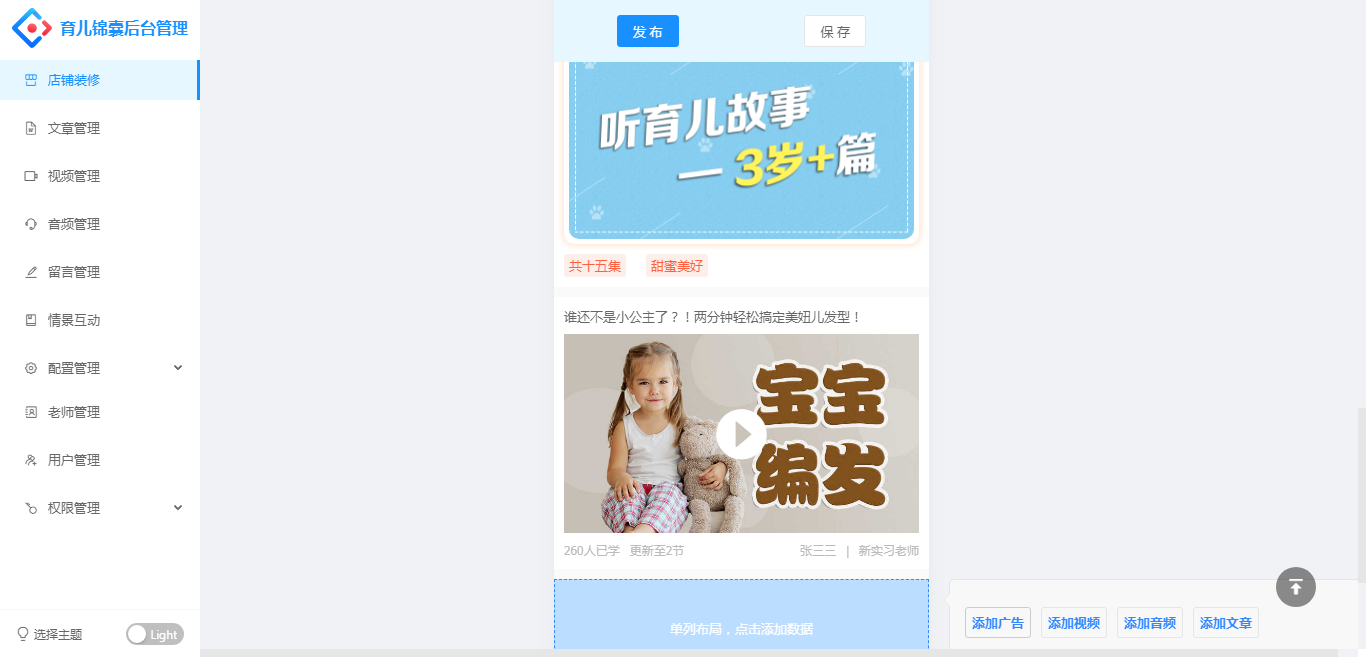 育儿锦囊后台管理
店铺装修
文章管理
视频管理
音频管理
留言管理
情景互动
配置管理
老师管理
用户管理
权限管理
选择主题 Light
发 布 保 存
听育儿故事
— 3岁+篇
共十五集 甜蜜美好
谁还不是小公主了？！两分钟轻松搞定美妞儿发型！
宝宝
编发
260人已学 更新至2节 张三三 | 新实习老师
单列布局，点击添加数据
添加广告 添加视频 添加音频 添加文章